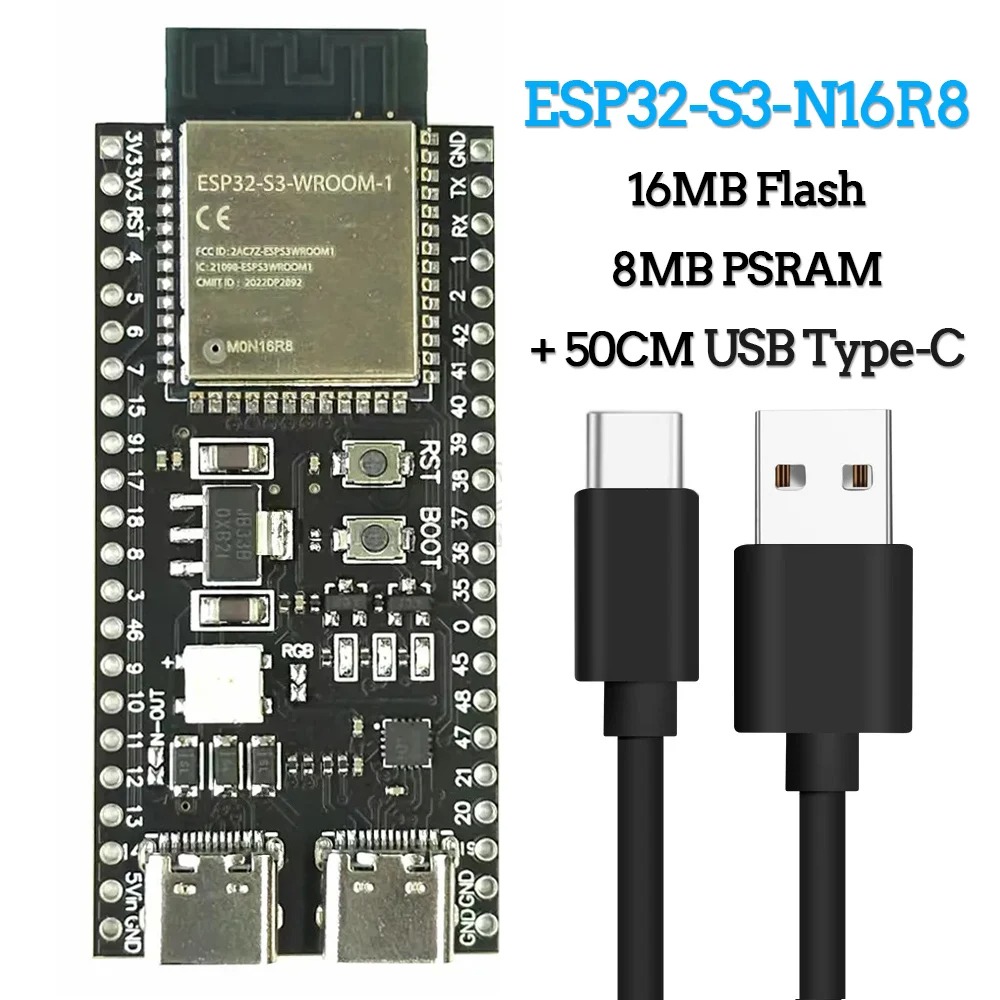 ESP32-S3-N16R8
16MB Flash
8MB PSRAM
+ 50CM USB Type-C
ESP32-S3-WROOM-1
CE
FCC ID : 2AC7Z-ESPS3WROOM1
IC : 21098-ESPS3WROOM1
CMIIT ID : 2022DP2892
M0N16R8
3V3
3V3
RST
4
5
6
7
15
16
17
18
8
3
46
9
10
11
12
13
14
5Vin
GND
GND
TX
RX
1
2
42
41
40
39
38
37
36
35
0
45
48
47
21
20
19
GND
GND
RST
BOOT
JB33B
RGB
+
IN-OUT